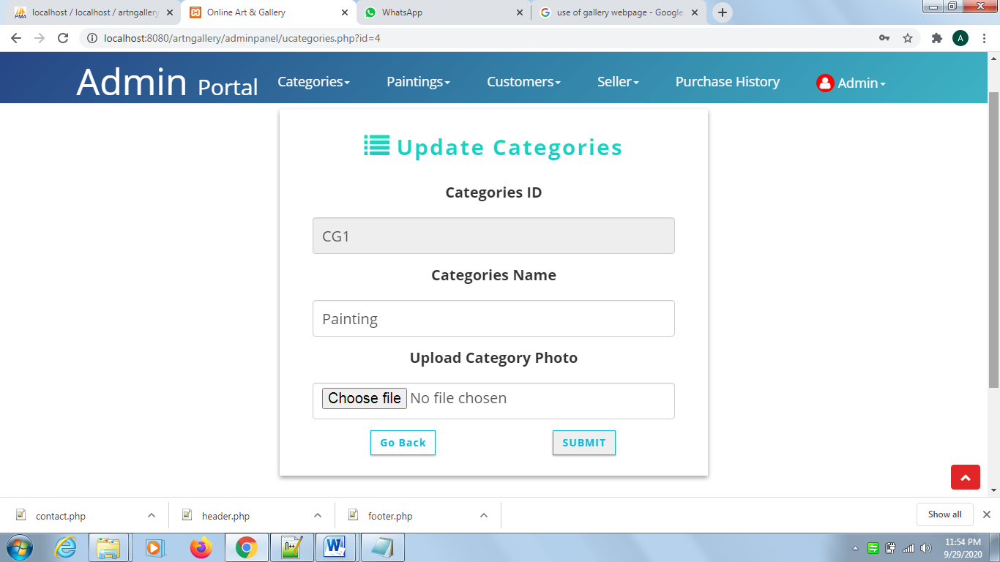 localhost / localhost / artngallery
Online Art & Gallery
WhatsApp
use of gallery webpage - Google
localhost:8080/artngallery/adminpanel/ucategories.php?id=4
A
Admin Portal
Categories
Paintings
Customers
Seller
Purchase History
Admin
Update Categories
Categories ID
CG1
Categories Name
Painting
Upload Category Photo
Choose file No file chosen
Go Back
SUBMIT
contact.php
header.php
footer.php
Show all
11:54 PM
9/29/2020